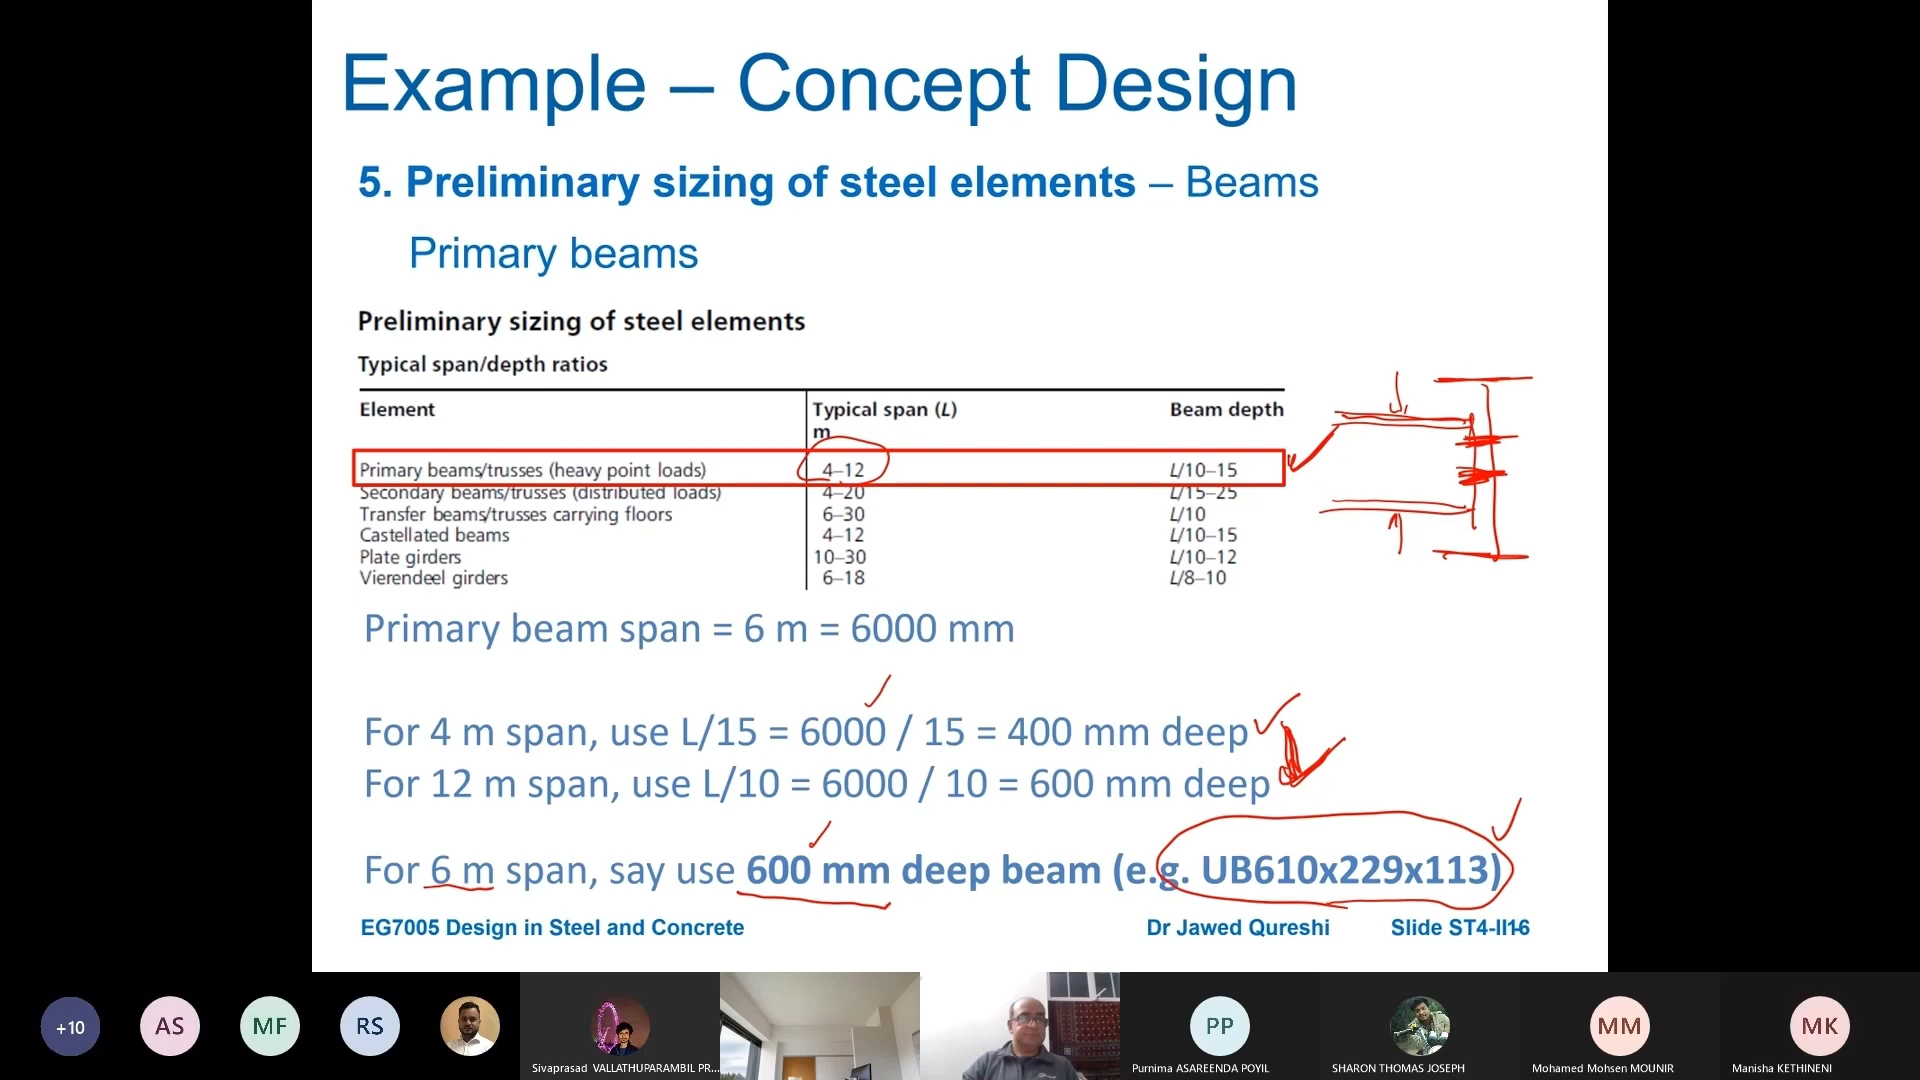 Example – Concept Design
5. Preliminary sizing of steel elements – Beams
Primary beams
Preliminary sizing of steel elements
Typical span/depth ratios
Element Typical span (L) Beam depth
m
Primary beams/trusses (heavy point loads) 4–12 L/10–15
Secondary beams/trusses (distributed loads) 4–20 L/15–25
Transfer beams/trusses carrying floors 6–30 L/10
Castellated beams 4–12 L/10–15
Plate girders 10–30 L/10–12
Vierendeel girders 6–18 L/8–10
Primary beam span = 6 m = 6000 mm
For 4 m span, use L/15 = 6000 / 15 = 400 mm deep
For 12 m span, use L/10 = 6000 / 10 = 600 mm deep
For 6 m span, say use 600 mm deep beam (e.g. UB610x229x113)
EG7005 Design in Steel and Concrete Dr Jawed Qureshi Slide
+10 AS MF RS PP MM MK
Sivaprasad VALLATHUPARAMBIL PR... Purnima ASAREENDA POYIL SHARON THOMAS JOSEPH Mohamed Mohsen MOUNIR Manisha KETHINENI